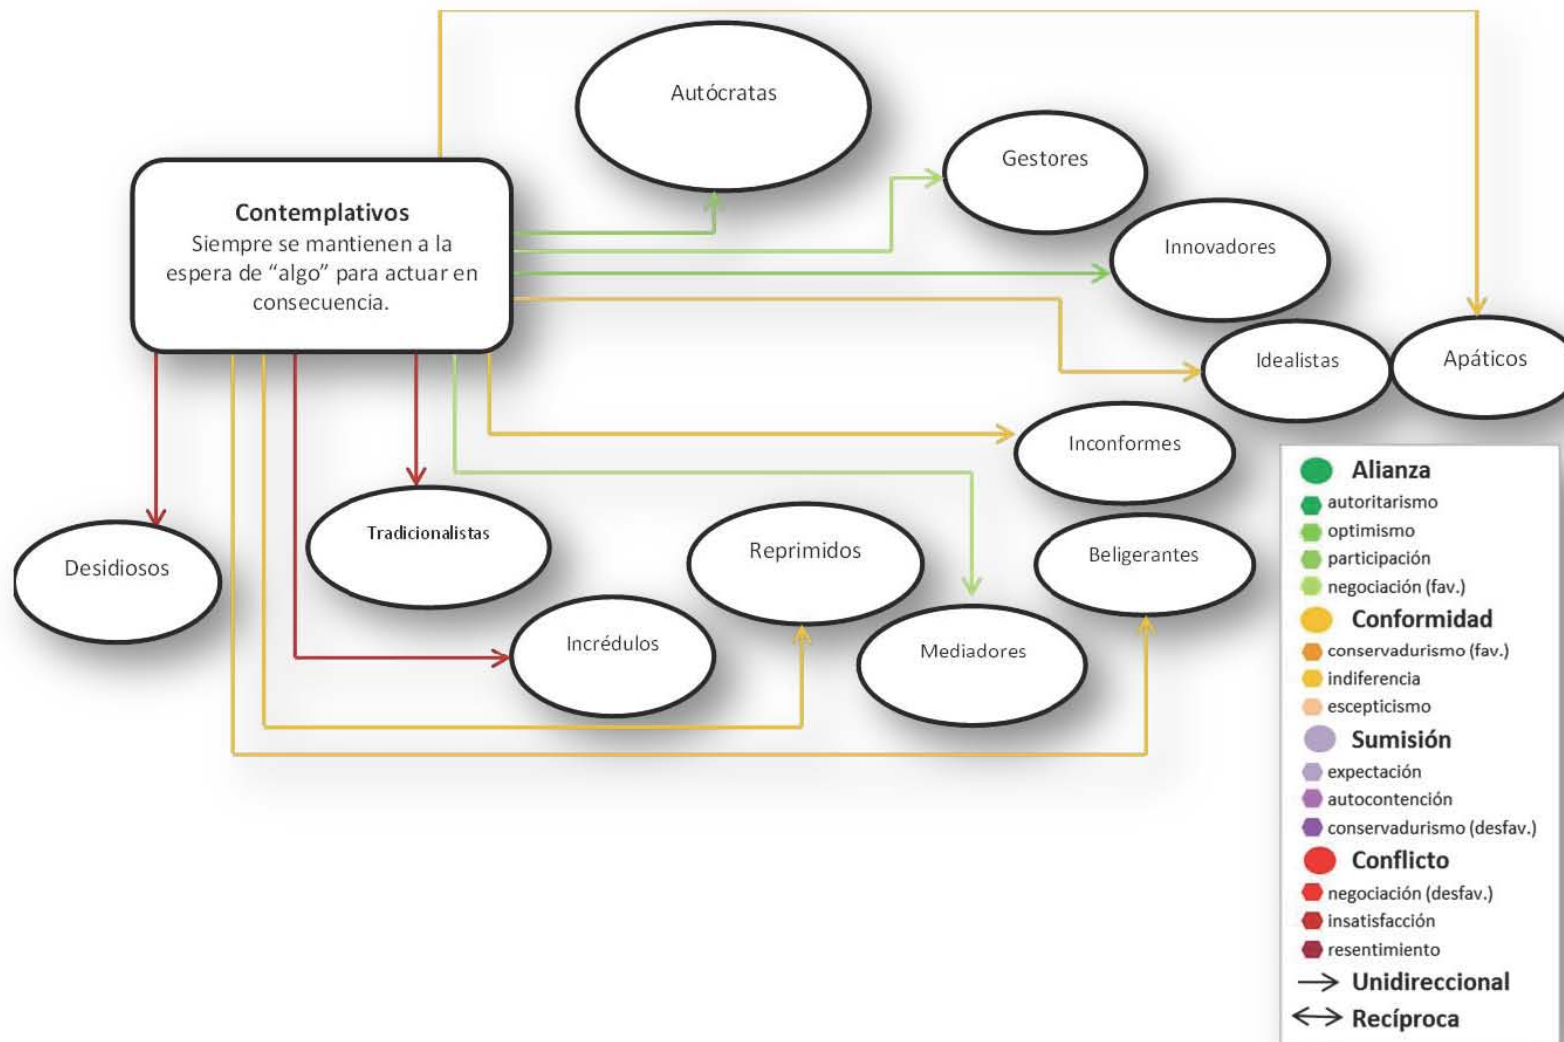 Autócratas
Gestores
Contemplativos
Siempre se mantienen a la
espera de “algo” para actuar en
consecuencia.
Innovadores
Idealistas
Apáticos
Inconformes
Tradicionalistas
Reprimidos
Beligerantes
Desidiosos
Incrédulos
Mediadores
Alianza
autoritarismo
optimismo
participación
negociación (fav.)
Conformidad
conservadurismo (fav.)
indiferencia
escepticismo
Sumisión
expectación
autocontención
conservadurismo (desfav.)
Conflicto
negociación (desfav.)
insatisfacción
resentimiento
Unidireccional
Recíproca